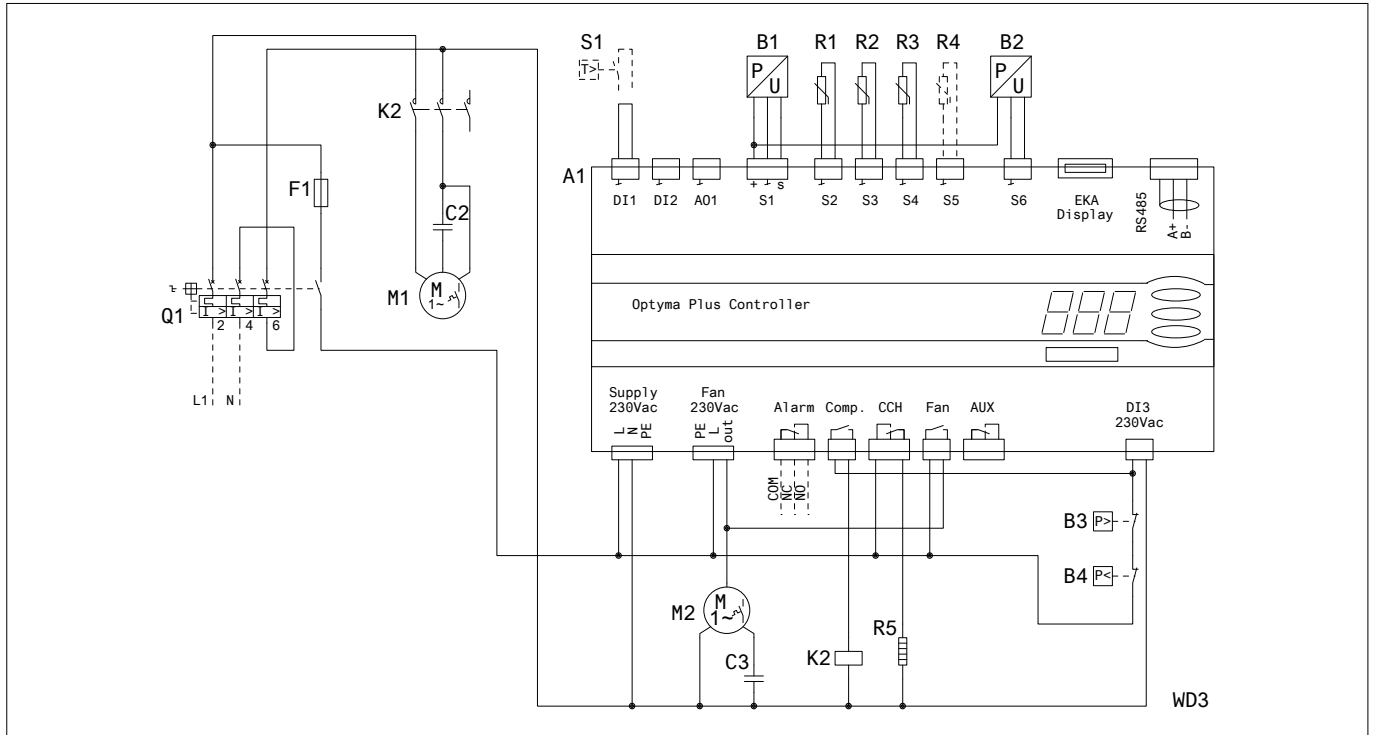 S1 B1 R1 R2 R3 R4 B2
T> P U P U
K2
A1
F1
+ s
DI1 DI2 AO1 S1 S2 S3 S4 S5 S6 EKA
Display
RS485
A+
B-
C2
M1 M
1~
Optyma Plus Controller
Q1 I > I > I >
2 4 6
L1 N
Supply
230Vac
Fan
230Vac
Alarm Comp. CCH Fan AUX DI3
230Vac
L
N
PE
PE
L
out
COM
NC
NO
B3 P>
B4 P<
M2 M
1~
R5
C3 K2
WD3